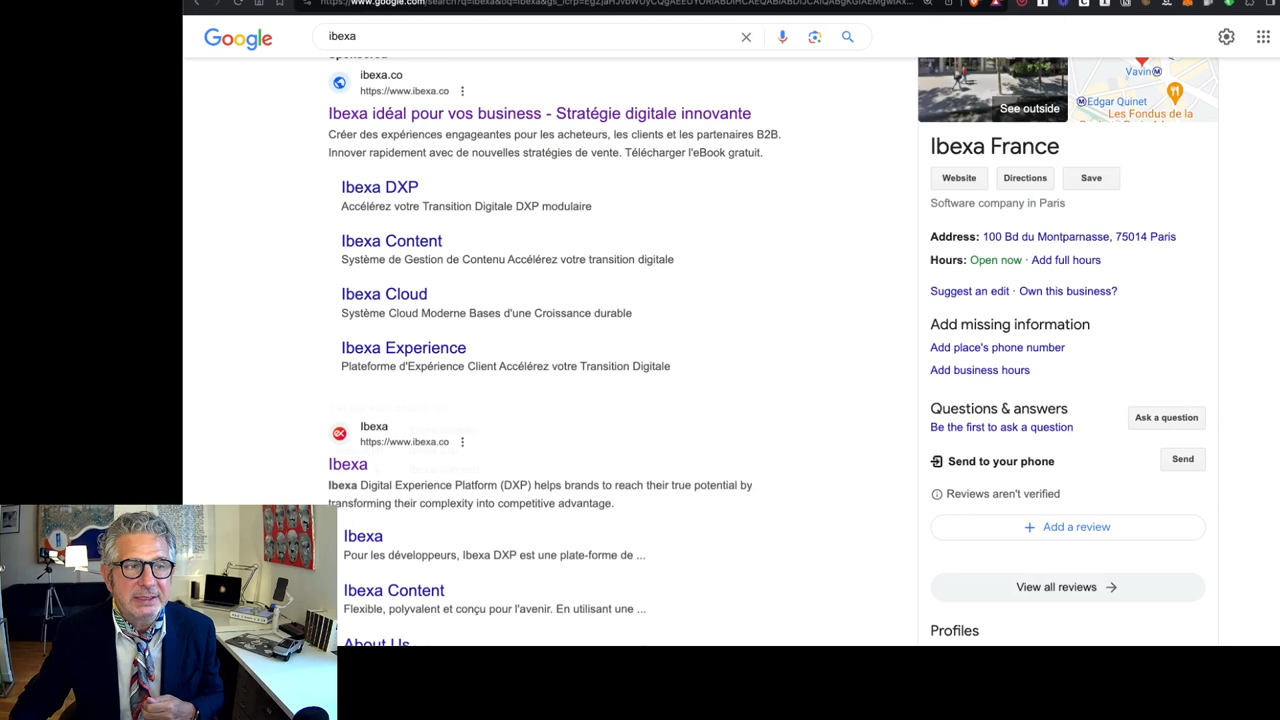 Google
ibexa
ibexa.co
https://www.ibexa.co
Ibexa idéal pour vos business - Stratégie digitale innovante
Créer des expériences engageantes pour les acheteurs, les clients et les partenaires B2B.
Innover rapidement avec de nouvelles stratégies de vente. Télécharger l'eBook gratuit.
Ibexa DXP
Accélérez votre Transition Digitale DXP modulaire
Ibexa Content
Système de Gestion de Contenu Accélérez votre transition digitale
Ibexa Cloud
Système Cloud Moderne Bases d'une Croissance durable
Ibexa Experience
Plateforme d'Expérience Client Accélérez votre Transition Digitale
Ibexa
https://www.ibexa.co
Ibexa
Ibexa Digital Experience Platform (DXP) helps brands to reach their true potential by
transforming their complexity into competitive advantage.
Ibexa
Pour les développeurs, Ibexa DXP est une plate-forme de ...
Ibexa Content
Flexible, polyvalent et conçu pour l'avenir. En utilisant une ...
About Us
See outside
Vavin
Edgar Quinet
Les Fondus de la
Ibexa France
Website Directions Save
Software company in Paris
Address: 100 Bd du Montparnasse, 75014 Paris
Hours: Open now · Add full hours
Suggest an edit · Own this business?
Add missing information
Add place's phone number
Add business hours
Questions & answers
Ask a question
Be the first to ask a question
Send to your phone
Send
Reviews aren't verified
Add a review
View all reviews
Profiles